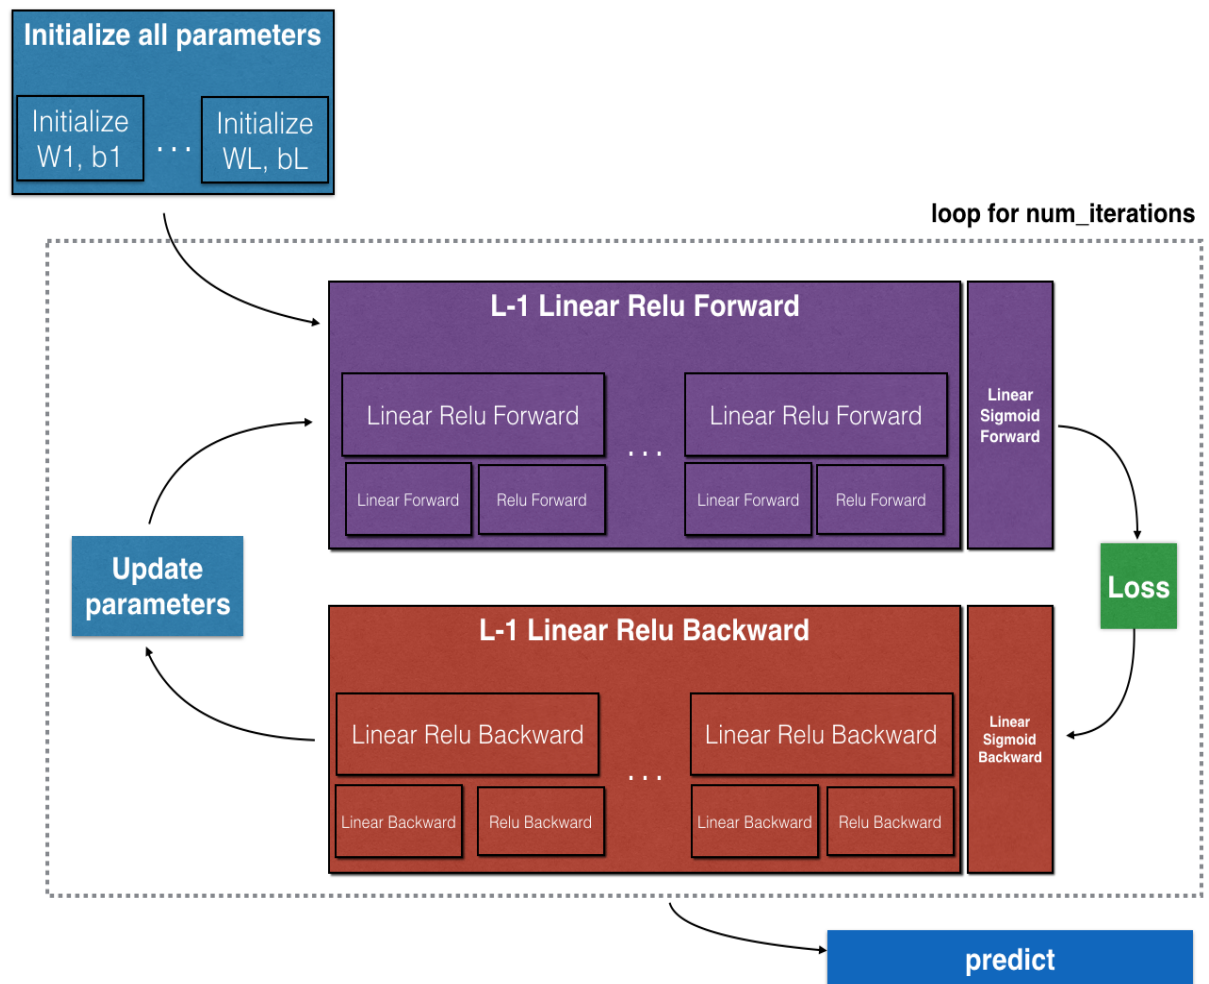 Initialize all parameters
Initialize
W1, b1
...
Initialize
WL, bL
loop for num_iterations
L-1 Linear Relu Forward
Linear Relu Forward
...
Linear Relu Forward
Linear Forward
Relu Forward
Linear Forward
Relu Forward
Linear
Sigmoid
Forward
Update
parameters
Loss
L-1 Linear Relu Backward
Linear Relu Backward
...
Linear Relu Backward
Linear Backward
Relu Backward
Linear Backward
Relu Backward
Linear
Sigmoid
Backward
predict